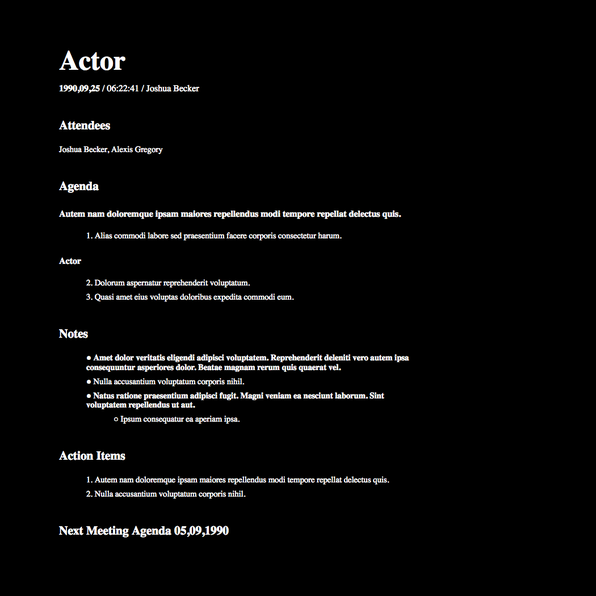 Actor
1990,09,25 / 06:22:41 / Joshua Becker
Attendees
Joshua Becker, Alexis Gregory
Agenda
Autem nam doloremque ipsam maiores repellendus modi tempore repellat delectus quis.
1. Alias commodi labore sed praesentium facere corporis consectetur harum.
Actor
2. Dolorum aspernatur reprehenderit voluptatum.
3. Quasi amet eius voluptas doloribus expedita commodi eum.
Notes
● Amet dolor veritatis eligendi adipisci voluptatem. Reprehenderit deleniti vero autem ipsa
consequuntur asperiores dolor. Beatae magnam rerum quis quaerat vel.
● Nulla accusantium voluptatum corporis nihil.
● Natus ratione praesentium adipisci fugit. Magni veniam ea nesciunt laborum. Sint
voluptatem repellendus ut aut.
○ Ipsum consequatur ea aperiam ipsa.
Action Items
1. Autem nam doloremque ipsam maiores repellendus modi tempore repellat delectus quis.
2. Nulla accusantium voluptatum corporis nihil.
Next Meeting Agenda 05,09,1990